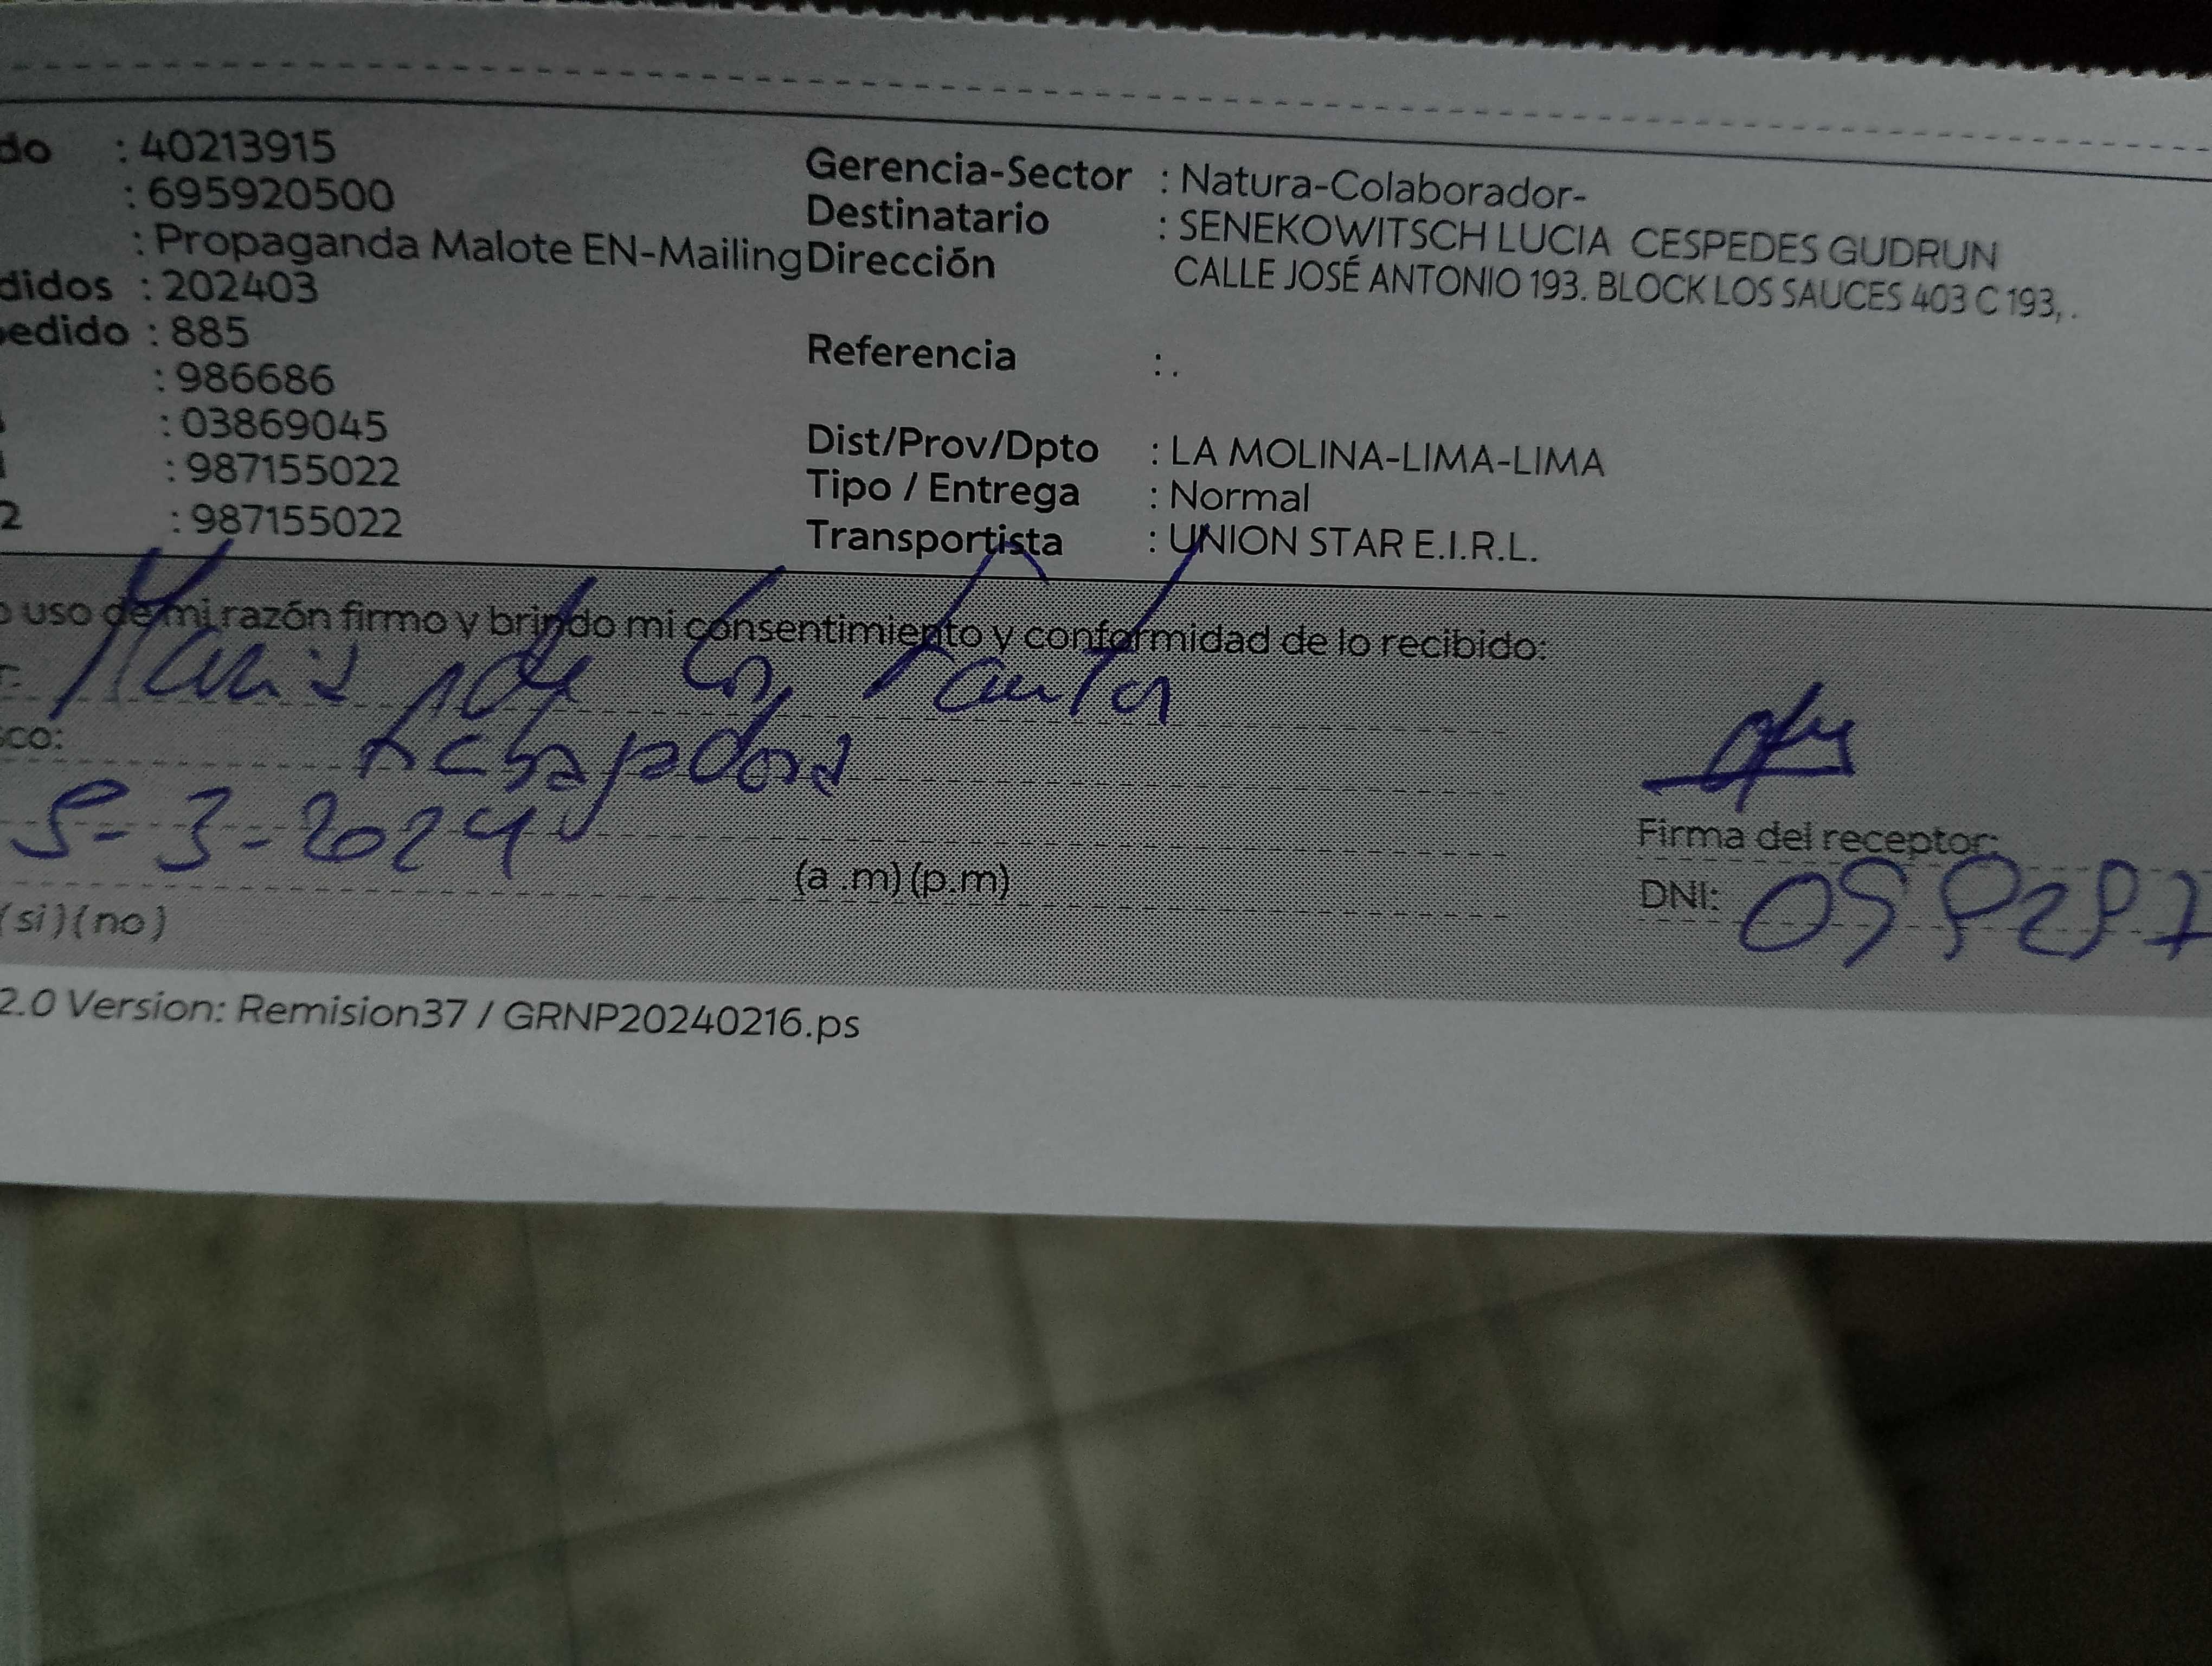 do : 40213915
: 695920500
: Propaganda Malote EN-Mailing
didos : 202403
edido : 885
: 986686
: 03869045
: 987155022
2 : 987155022
Gerencia-Sector : Natura-Colaborador-
Destinatario : SENEKOWITSCH LUCIA CESPEDES GUDRUN
Dirección CALLE JOSÉ ANTONIO 193. BLOCK LOS SAUCES 403 C 193, .
Referencia : .
Dist/Prov/Dpto : LA MOLINA-LIMA-LIMA
Tipo / Entrega : Normal
Transportista : UNION STAR E.I.R.L.
o uso de mi razón firmo y brindo mi consentimiento y conformidad de lo recibido:
sco:
3-2024
(a .m)(p.m)
(si)(no)
Firma del receptor:
DNI:
2.0 Version: Remision37 / GRNP20240216.ps